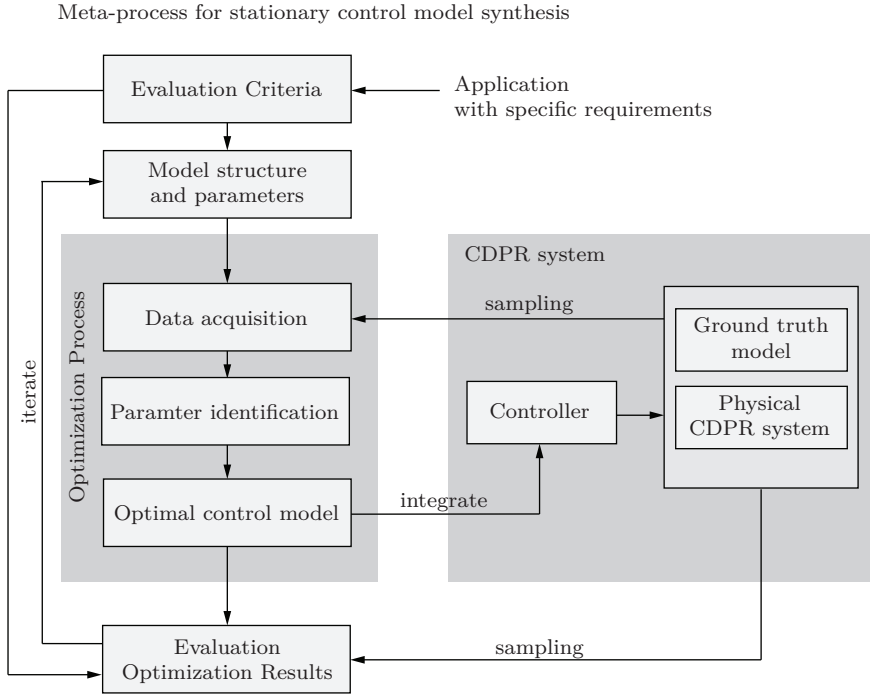 Meta-process for stationary control model synthesis
Evaluation Criteria
Application
with specific requirements
Model structure
and parameters
CDPR system
Optimization Process
Data acquisition
sampling
Ground truth
model
iterate
Paramter identification
Controller
Physical
CDPR system
Optimal control model
integrate
Evaluation
Optimization Results
sampling